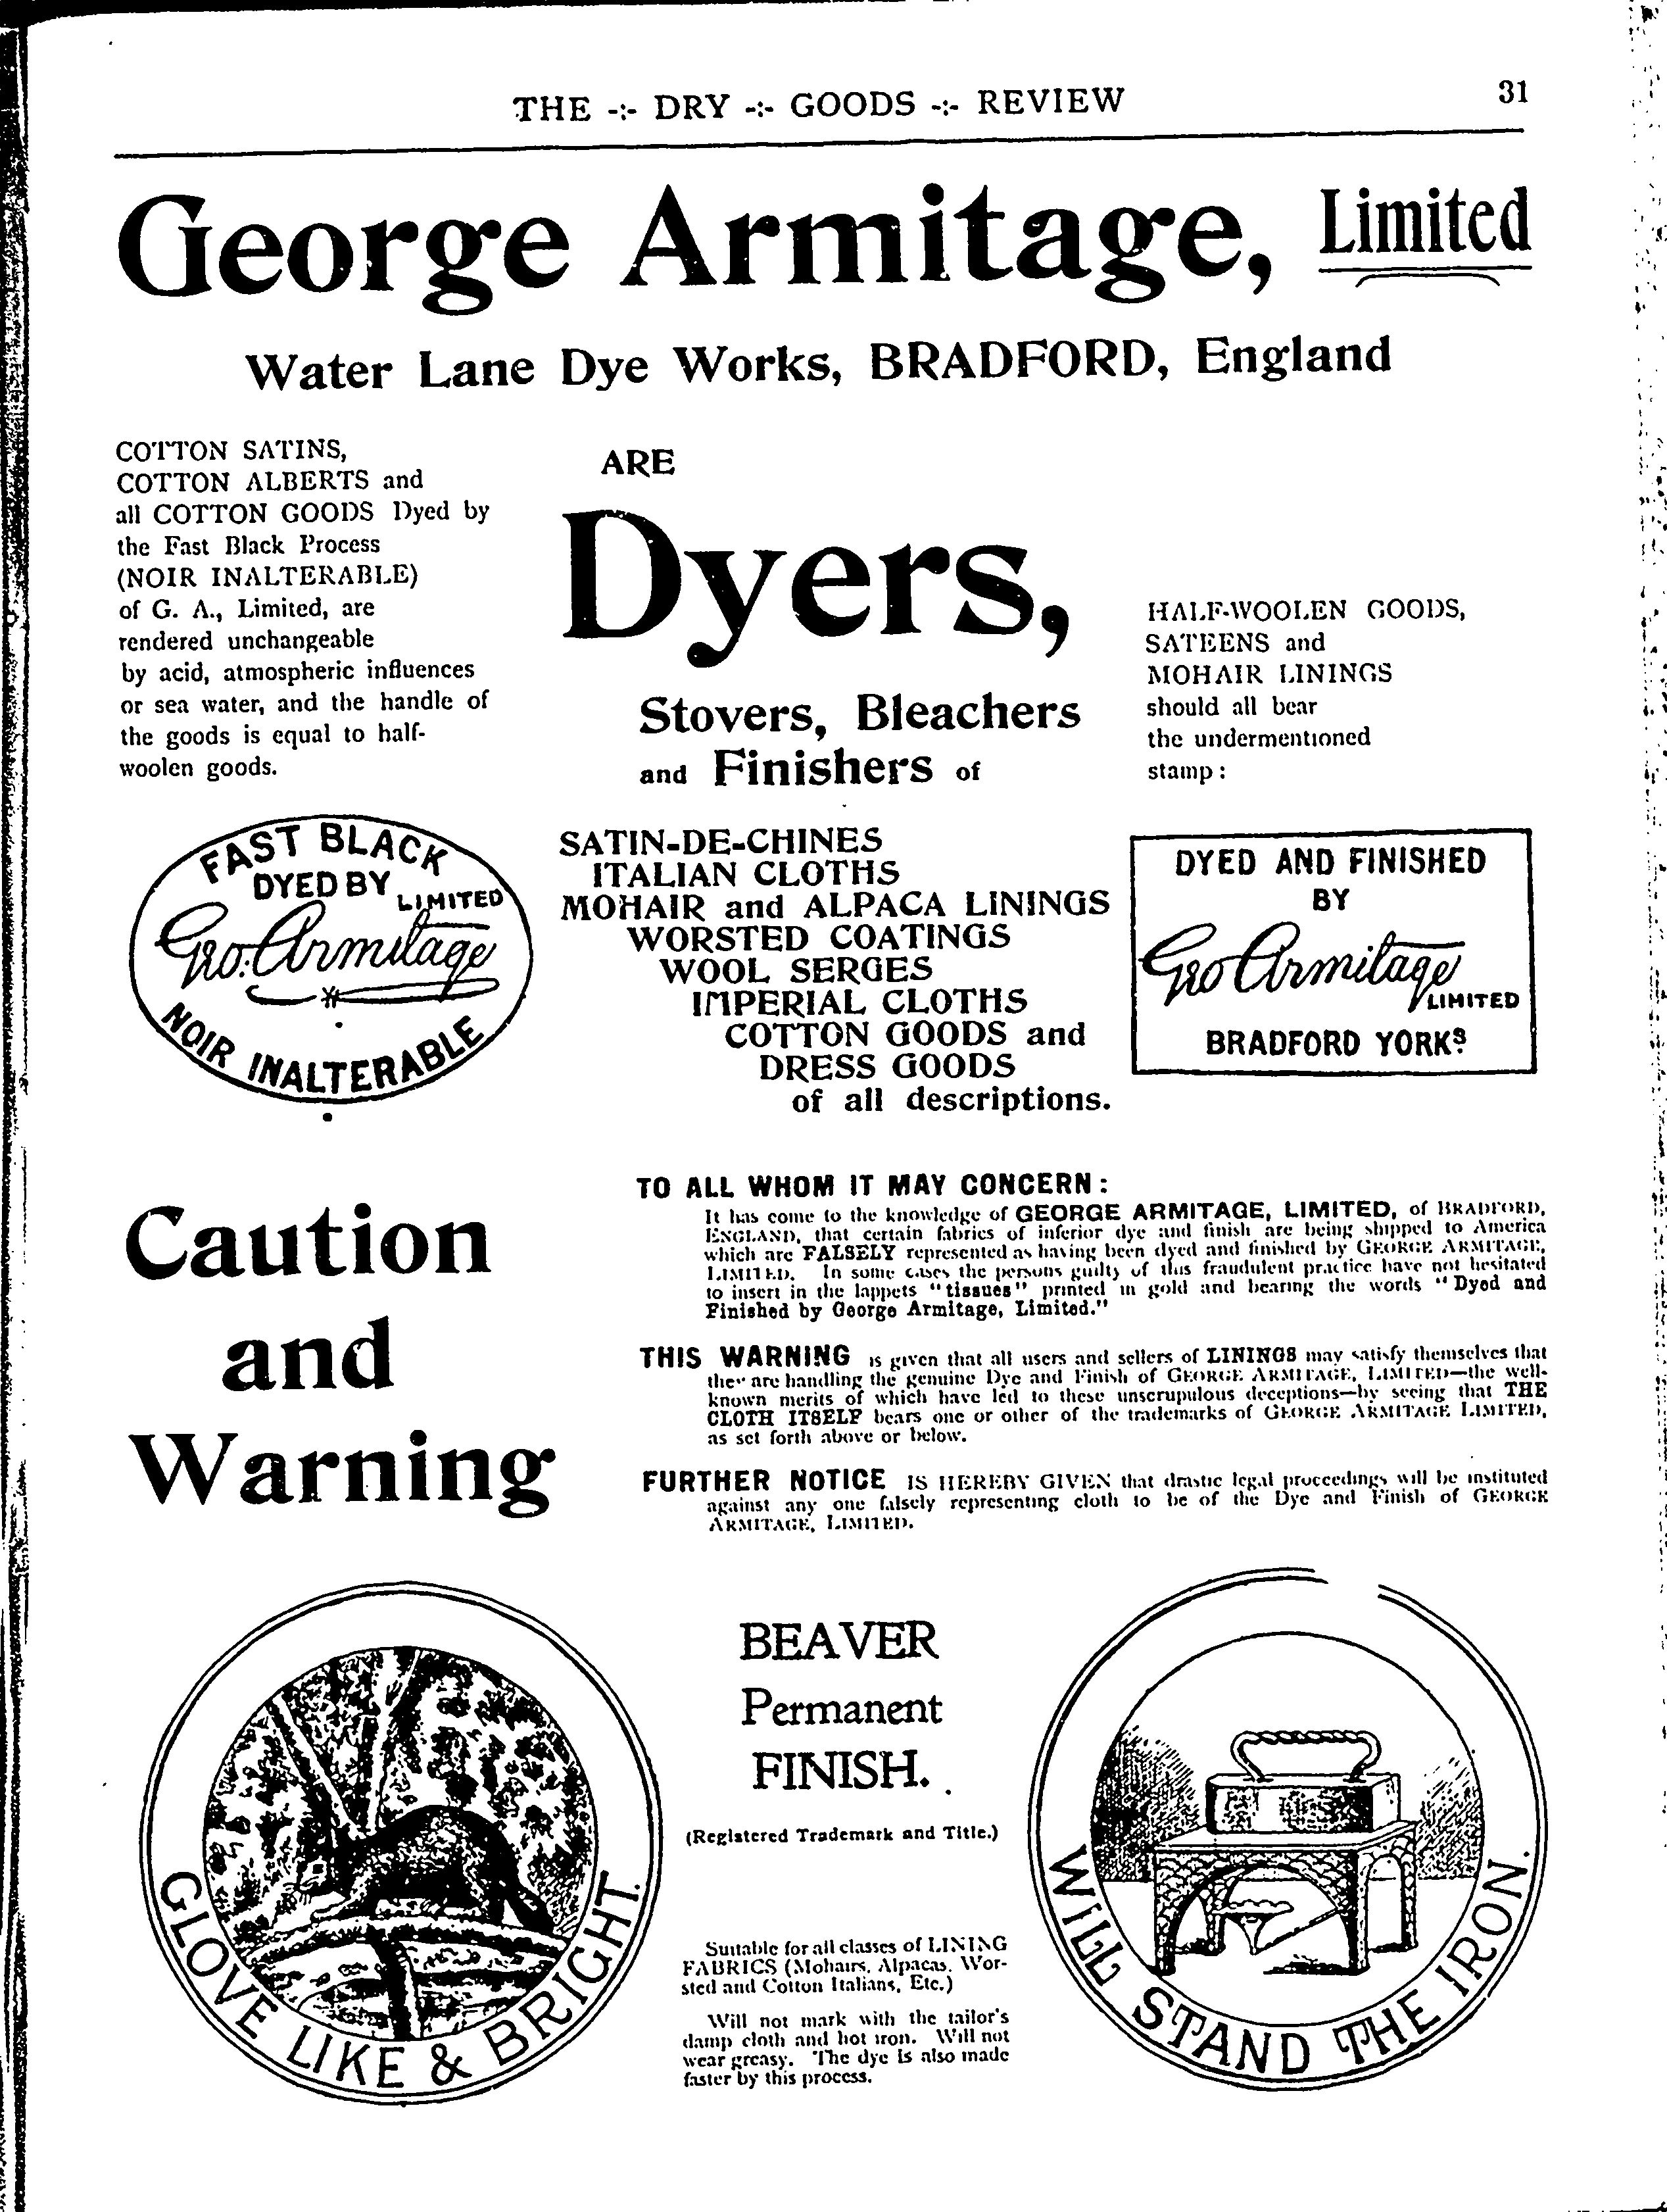 THE -:- DRY -:- GOODS -:- REVIEW
31
George Armitage, Limited
Water Lane Dye Works, BRADFORD, England
COTTON SATINS,
COTTON ALBERTS and
all COTTON GOODS Dyed by
the Fast Black Process
(NOIR INALTERABLE)
of G. A., Limited, are
rendered unchangeable
by acid, atmospheric influences
or sea water, and the handle of
the goods is equal to half-
woolen goods.
ARE
Dyers,
Stovers, Bleachers
and Finishers of
HALF-WOOLEN GOODS,
SATEENS and
MOHAIR LININGS
should all bear
the undermentioned
stamp:
FAST BLACK
DYED BY
LIMITED
Geo. Armitage
NOIR INALTERABLE
SATIN-DE-CHINES
ITALIAN CLOTHS
MOHAIR and ALPACA LININGS
WORSTED COATINGS
WOOL SERGES
IMPERIAL CLOTHS
COTTON GOODS and
DRESS GOODS
of all descriptions.
DYED AND FINISHED
BY
Geo Armitage
LIMITED
BRADFORD YORKS
Caution
and
Warning
TO ALL WHOM IT MAY CONCERN:
It has come to the knowledge of GEORGE ARMITAGE, LIMITED, of BRADFORD,
ENGLAND, that certain fabrics of inferior dye and finish are being shipped to America
which are FALSELY represented as having been dyed and finished by GEORGE ARMITAGE,
LIMITED. In some cases the persons guilty of this fraudulent practice have not hesitated
to insert in the lappets "tissues" printed in gold and bearing the words "Dyed and
Finished by George Armitage, Limited."
THIS WARNING is given that all users and sellers of LININGS may satisfy themselves that
they are handling the genuine Dye and Finish of GEORGE ARMITAGE, LIMITED—the well-
known merits of which have led to these unscrupulous deceptions—by seeing that THE
CLOTH ITSELF bears one or other of the trademarks of GEORGE ARMITAGE LIMITED,
as set forth above or below.
FURTHER NOTICE IS HEREBY GIVEN that drastic legal proceedings will be instituted
against any one falsely representing cloth to be of the Dye and Finish of GEORGE
ARMITAGE, LIMITED.
GLOVE LIKE & BRIGHT.
BEAVER
Permanent
FINISH.
(Registered Trademark and Title.)
Suitable for all classes of LINING
FABRICS (Mohairs, Alpacas, Wor-
sted and Cotton Italians, Etc.)
Will not mark with the tailor's
damp cloth and hot iron. Will not
wear greasy. The dye is also made
faster by this process.
WILL STAND THE IRON.